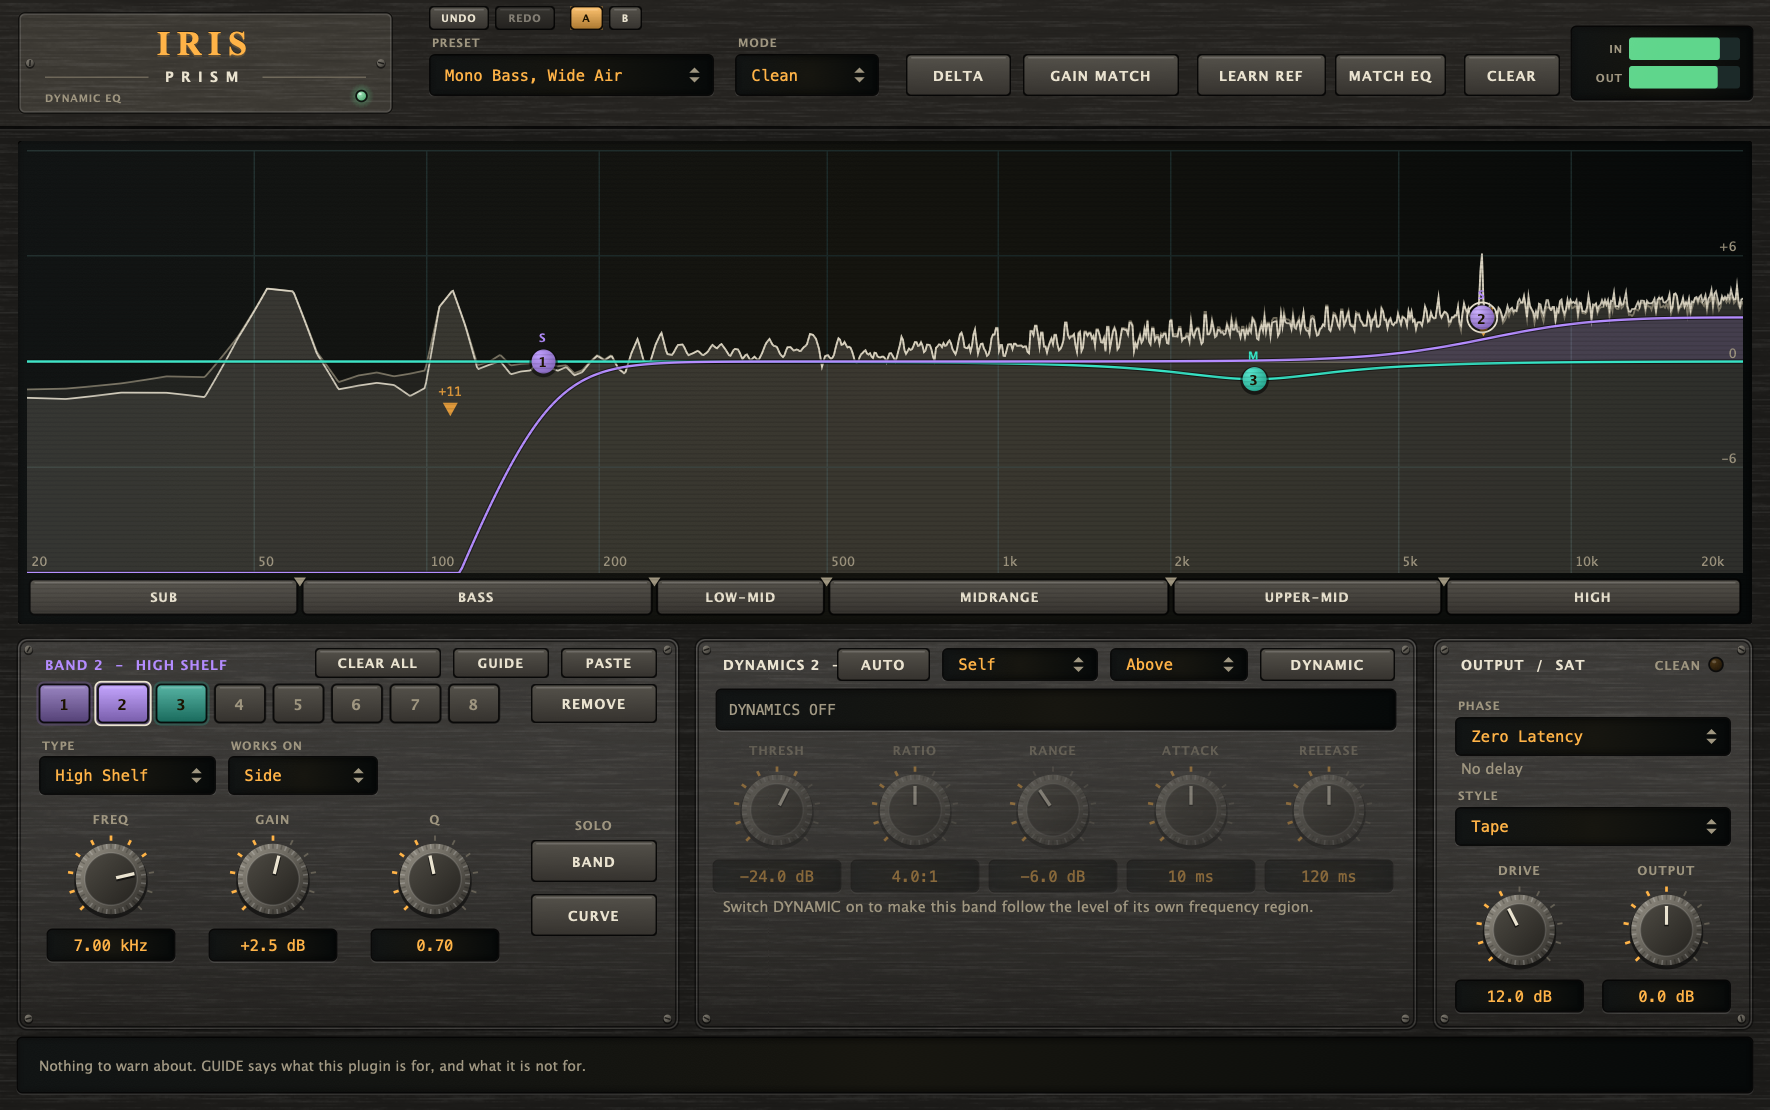 IRIS
PRISM
DYNAMIC EQ
UNDO REDO A B
PRESET MODE
Mono Bass, Wide Air Clean
DELTA GAIN MATCH LEARN REF MATCH EQ CLEAR
IN
OUT
+6
0
-6
S
1
+11
2
M
3
20 50 100 200 500 1k 2k 5k 10k 20k
SUB BASS LOW-MID MIDRANGE UPPER-MID HIGH
BAND 2 - HIGH SHELF CLEAR ALL GUIDE PASTE
1 2 3 4 5 6 7 8 REMOVE
TYPE WORKS ON
High Shelf Side
FREQ GAIN Q SOLO
BAND
CURVE
7.00 kHz +2.5 dB 0.70
DYNAMICS 2 - AUTO Self Above DYNAMIC
DYNAMICS OFF
THRESH RATIO RANGE ATTACK RELEASE
-24.0 dB 4.0:1 -6.0 dB 10 ms 120 ms
Switch DYNAMIC on to make this band follow the level of its own frequency region.
OUTPUT / SAT CLEAN
PHASE
Zero Latency
No delay
STYLE
Tape
DRIVE OUTPUT
12.0 dB 0.0 dB
Nothing to warn about. GUIDE says what this plugin is for, and what it is not for.